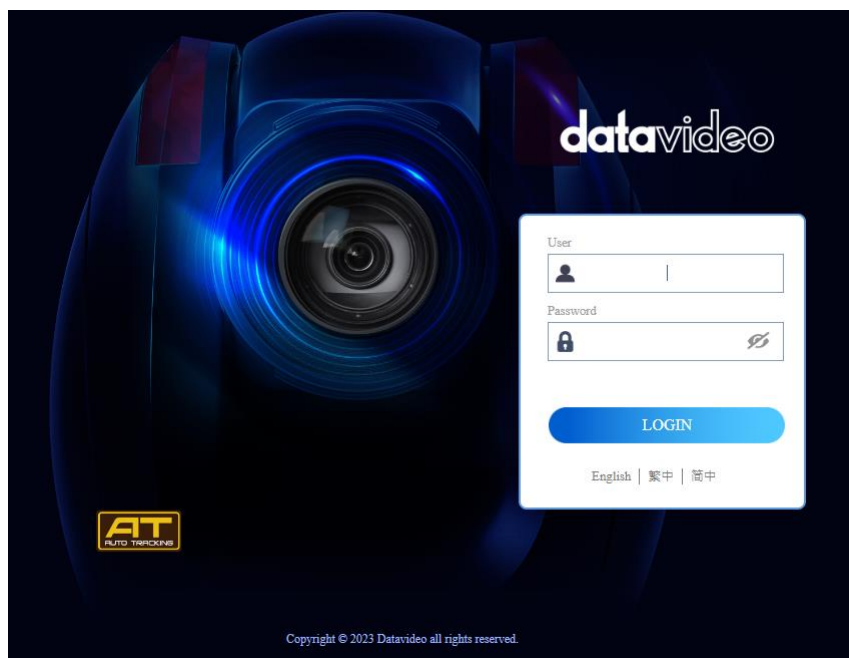 datavideo
User
Password
LOGIN
English | 繁中 | 简中
AT
AUTO TRACKING
Copyright © 2023 Datavideo all rights reserved.